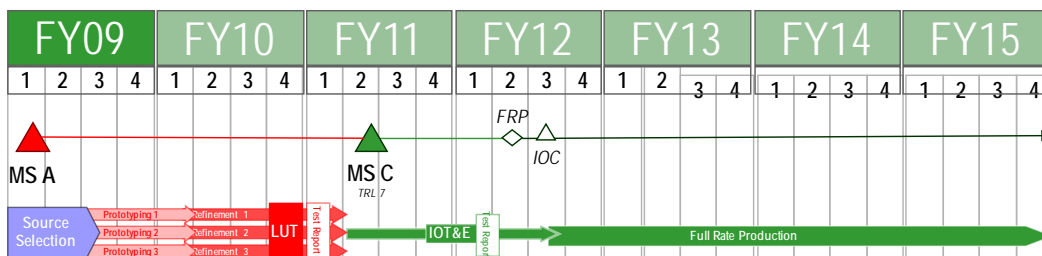 FY09 FY10 FY11 FY12 FY13 FY14 FY15
1 2 3 4 1 2 3 4 1 2 3 4 1 2 3 4 1 2 3 4 1 2 3 4 1 2 3 4
FRP
IOC
MS A
MS C
TRL 7
Source
Selection
Prototyping 1
Refinement 1
Prototyping 2
Refinement 2
Prototyping 3
Refinement 3
LUT
Test Report
IOT&E
Test Report
Full Rate Production